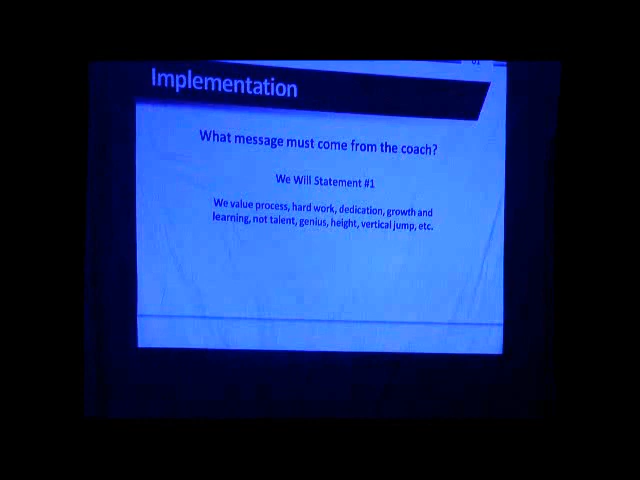 Implementation
What message must come from the coach?
We Will Statement #1
We value process, hard work, dedication, growth and
learning, not talent, genius, height, vertical jump, etc.